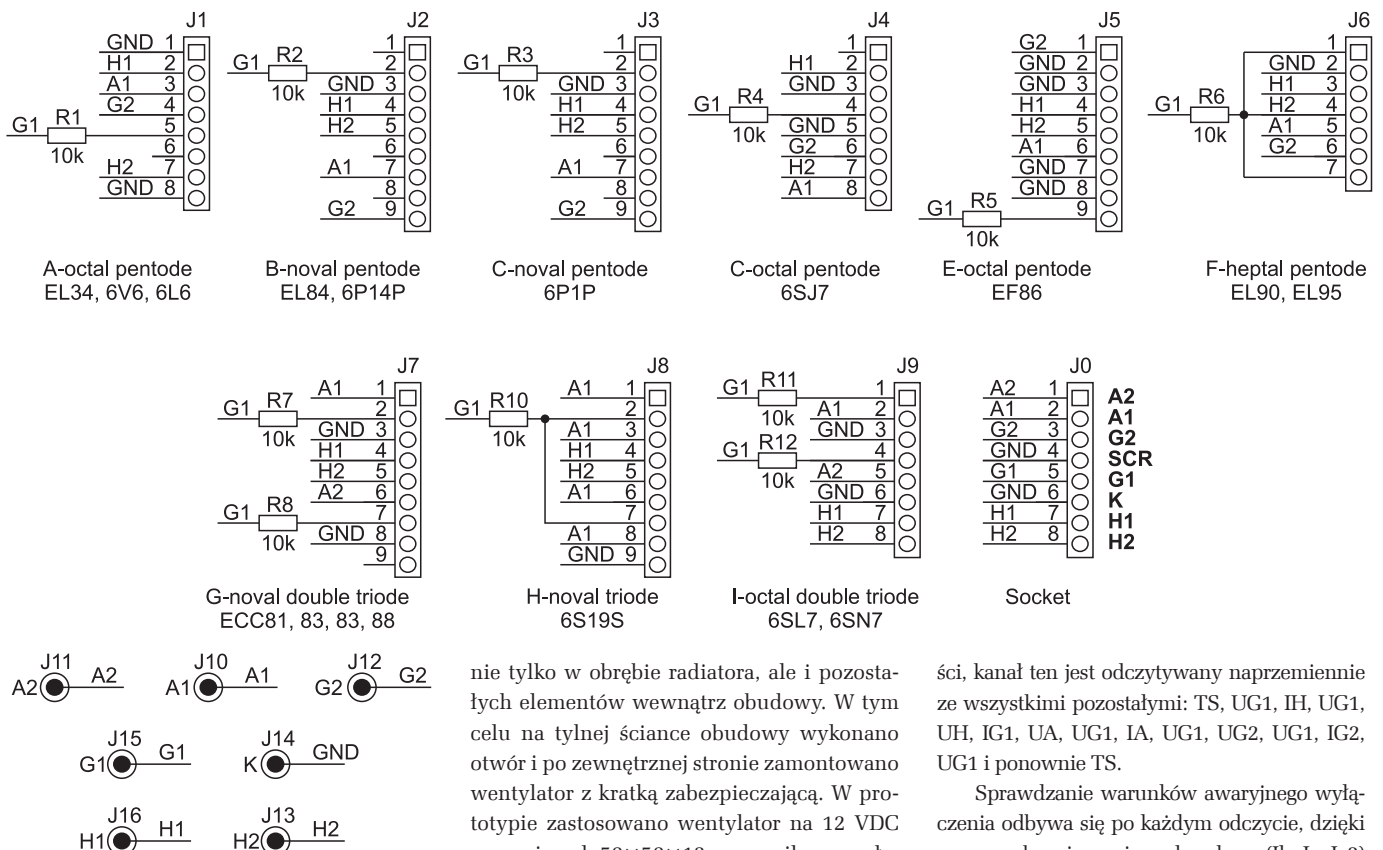 J1
GND 1
H1 2
A1 3
G2 4
G1 R1 5
10k
6
H2 7
GND 8
A-octal pentode
EL34, 6V6, 6L6
J2
1
G1 R2 2
10k
GND 3
H1 4
H2 5
6
A1 7
8
G2 9
B-noval pentode
EL84, 6P14P
J3
1
G1 R3 2
10k
GND 3
H1 4
H2 5
6
A1 7
8
G2 9
C-noval pentode
6P1P
J4
1
H1 2
GND 3
G1 R4 4
10k
GND 5
G2 6
H2 7
A1 8
C-octal pentode
6SJ7
J5
G2 1
GND 2
GND 3
H1 4
H2 5
A1 6
GND 7
GND 8
G1 R5 9
10k
E-octal pentode
EF86
J6
1
GND 2
H1 3
G1 R6 H2 4
10k
A1 5
G2 6
7
F-heptal pentode
EL90, EL95
J7
A1 1
G1 R7 2
10k
GND 3
H1 4
H2 5
A2 6
G1 R8 7
10k
GND 8
9
G-noval double triode
ECC81, 83, 83, 88
J8
A1 1
G1 R10 2
10k
A1 3
H1 4
H2 5
A1 6
7
A1 8
GND 9
H-noval triode
6S19S
J9
G1 R11 1
10k
A1 2
GND 3
G1 R12 4
10k
A2 5
GND 6
H1 7
H2 8
I-octal double triode
6SL7, 6SN7
J0
A2 1 A2
A1 2 A1
G2 3 G2
GND 4 SCR
G1 5 G1
GND 6 K
H1 7 H1
H2 8 H2
Socket
J11
A2 A2
J10
A1 A1
J12
G2 G2
J15
G1 G1
J14
K GND
J16
H1 H1
J13
H2 H2
nie tylko w obrębie radiatora, ale i pozosta-
łych elementów wewnątrz obudowy. W tym
celu na tylnej ściance obudowy wykonano
otwór i po zewnętrznej stronie zamontowano
wentylator z kratką zabezpieczającą. W pro-
totypie zastosowano wentylator na 12 VDC
ści, kanał ten jest odczytywany naprzemiennie
ze wszystkimi pozostałymi: TS, UG1, IH, UG1,
UH, IG1, UA, UG1, IA, UG1, UG2, UG1, IG2,
UG1 i ponownie TS.
Sprawdzanie warunków awaryjnego wyłą-
czenia odbywa się po każdym odczycie, dzięki